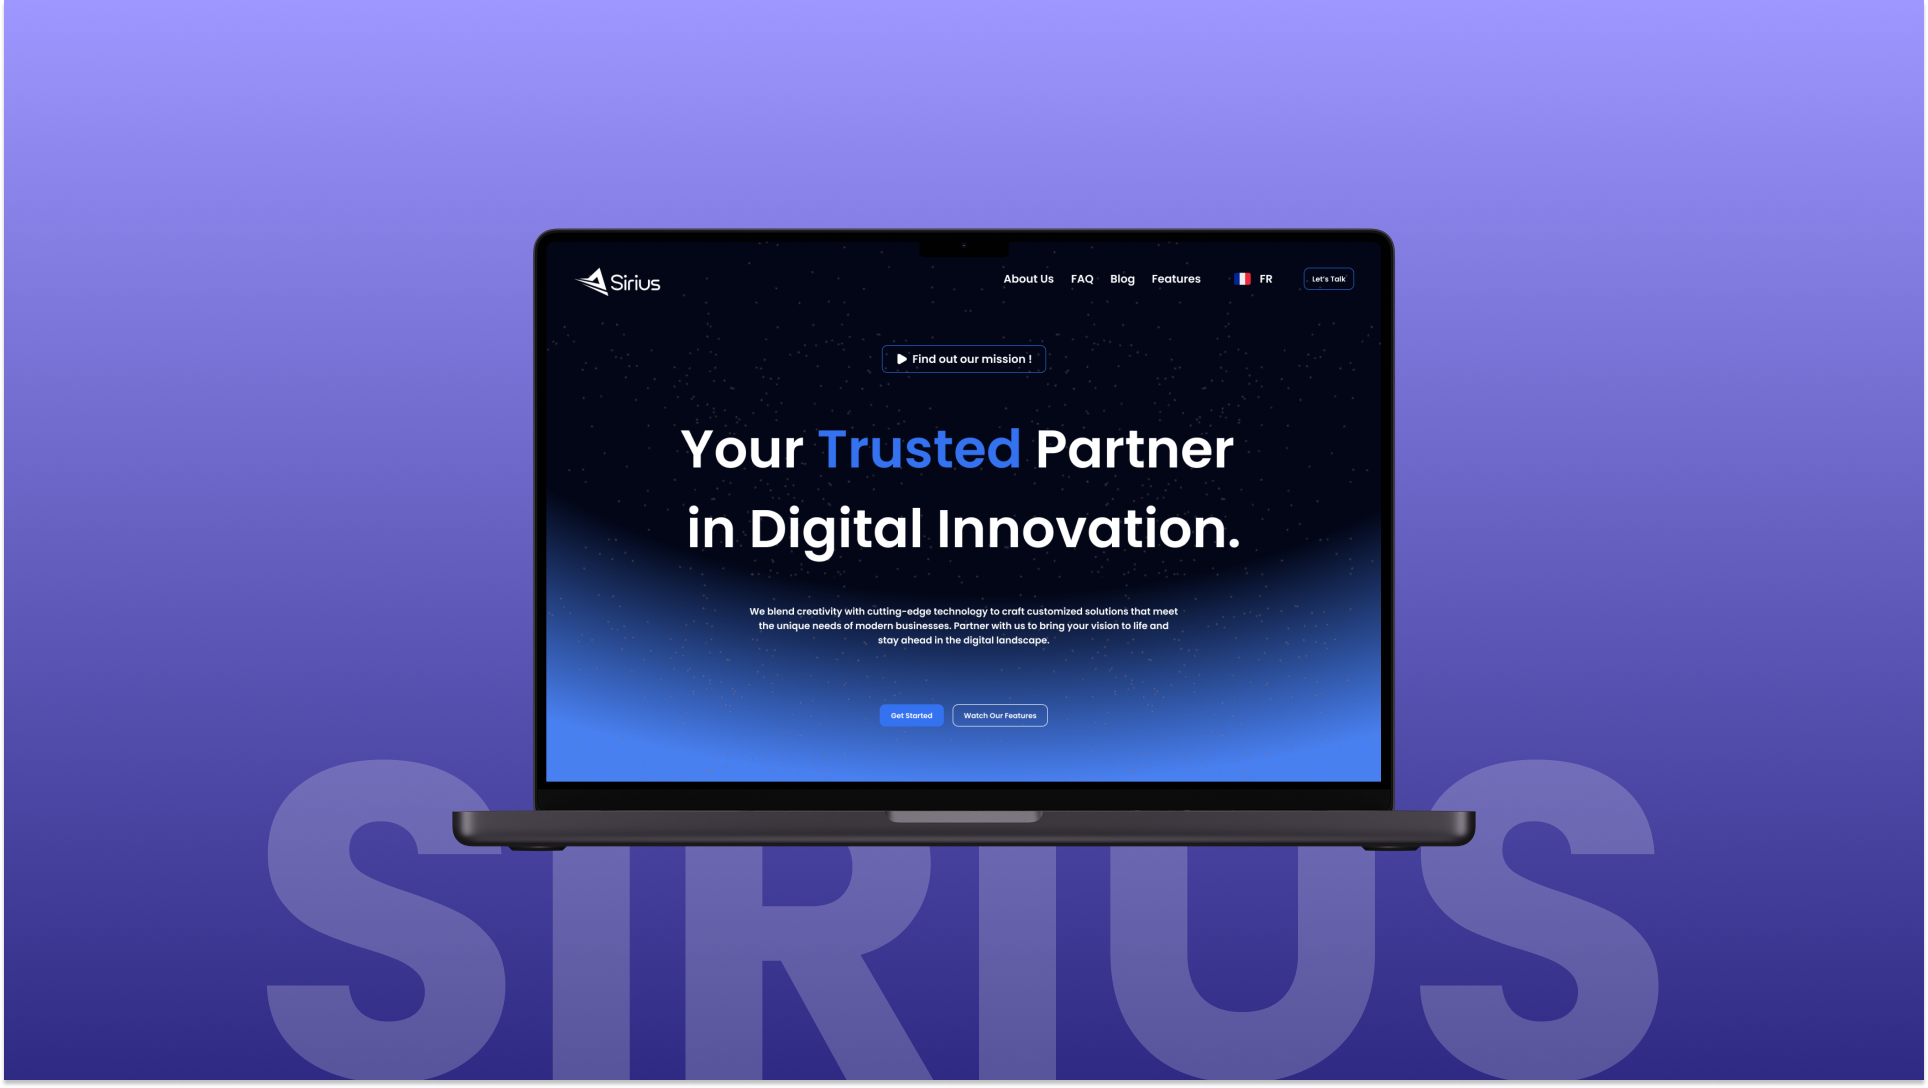 Sirius
About Us FAQ Blog Features FR Let's Talk
Find out our mission !
Your Trusted Partner
in Digital Innovation.
We blend creativity with cutting-edge technology to craft customized solutions that meet
the unique needs of modern businesses. Partner with us to bring your vision to life and
stay ahead in the digital landscape.
Get Started Watch Our Features
SIRIUS